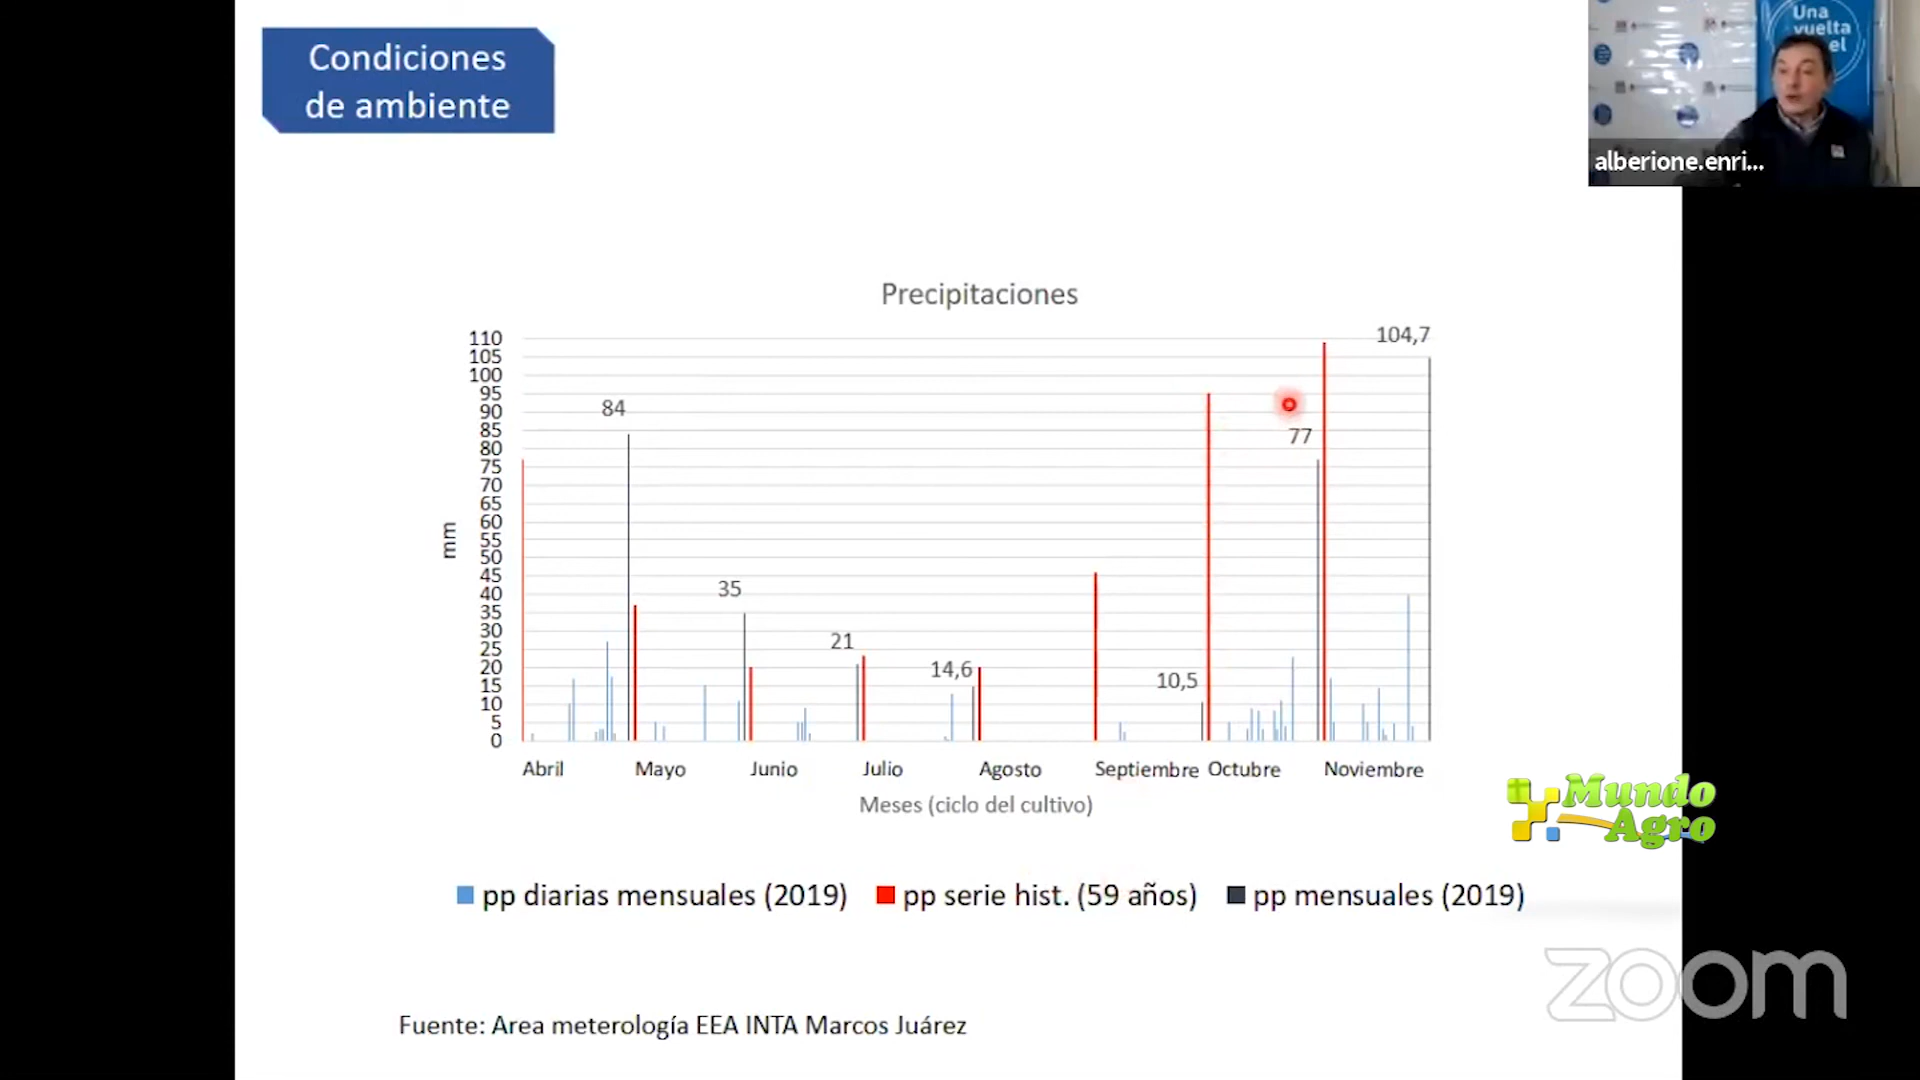 Condiciones
de ambiente
Una
vuelta
el
alberione.enri...
Precipitaciones
110
105
100
95
90
85
80
75
70
65
60
55
50
45
40
35
30
25
20
15
10
5
0
mm
84
35
21
14,6
10,5
77
104,7
Abril Mayo Junio Julio Agosto Septiembre Octubre Noviembre
Meses (ciclo del cultivo)
Mundo
Agro
pp diarias mensuales (2019) pp serie hist. (59 años) pp mensuales (2019)
zoom
Fuente: Area meterología EEA INTA Marcos Juárez